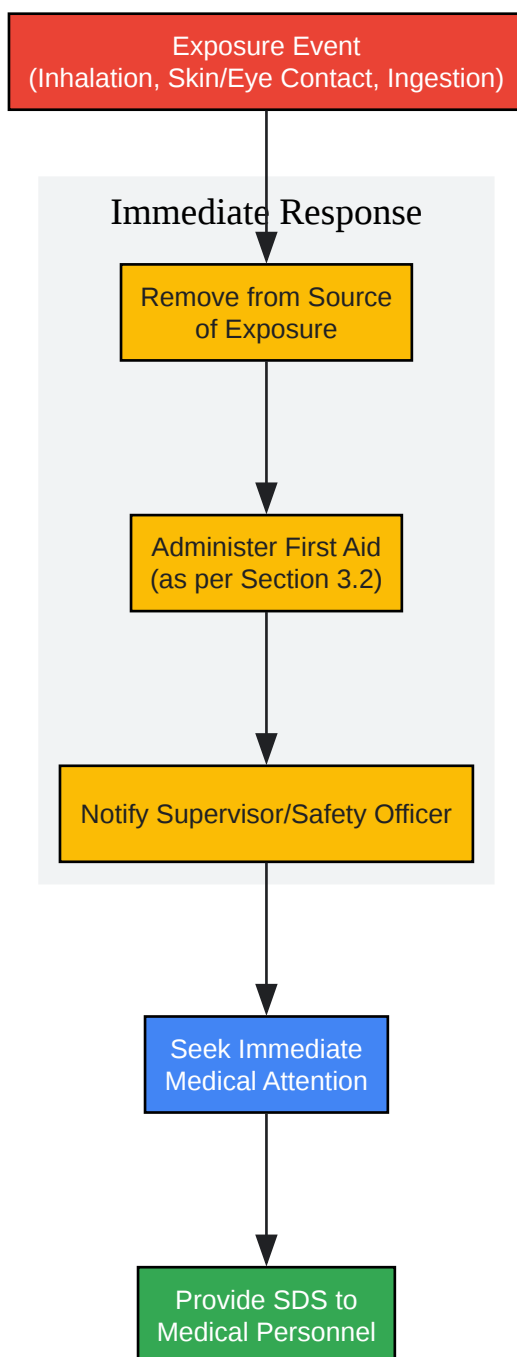 Exposure Event
(Inhalation, Skin/Eye Contact, Ingestion)
Immediate Response
Remove from Source
of Exposure
Administer First Aid
(as per Section 3.2)
Notify Supervisor/Safety Officer
Seek Immediate
Medical Attention
Provide SDS to
Medical Personnel